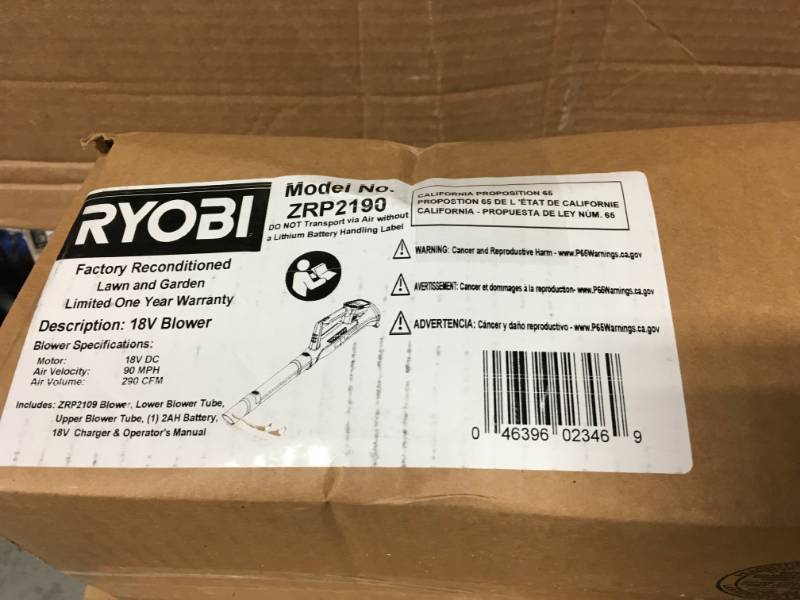 RYOBI
Model No.
ZRP2190
DO NOT Transport via Air without
a Lithium Battery Handling Label
CALIFORNIA PROPOSITION 65
PROPOSTION 65 DE L 'ÉTAT DE CALIFORNIE
CALIFORNIA - PROPUESTA DE LEY NÚM. 65
WARNING: Cancer and Reproductive Harm - www.P65Warnings.ca.gov
AVERTISSEMENT: Cancer et dommages à la reproduction- www.P65Warnings.ca.gov
ADVERTENCIA: Cáncer y daño reproductivo - www.P65Warnings.ca.gov
Factory Reconditioned
Lawn and Garden
Limited One Year Warranty
Description: 18V Blower
Blower Specifications:
Motor: 18V DC
Air Velocity: 90 MPH
Air Volume: 290 CFM
Includes: ZRP2109 Blower, Lower Blower Tube,
Upper Blower Tube, (1) 2AH Battery,
18V Charger & Operator's Manual
0 46396 02346 9